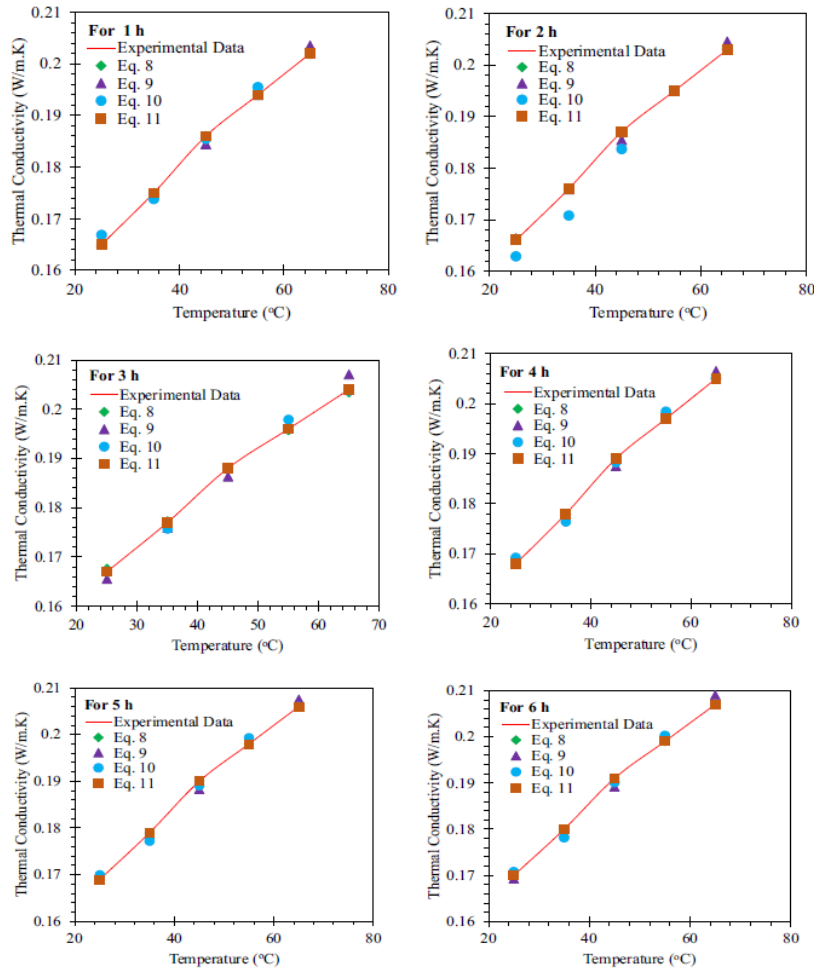 For 1 h
Experimental Data
Eq. 8
Eq. 9
Eq. 10
Eq. 11
Thermal Conductivity (W/m.K)
0.21
0.2
0.19
0.18
0.17
0.16
20 40 60 80
Temperature (°C)
For 2 h
Experimental Data
Eq. 8
Eq. 9
Eq. 10
Eq. 11
Thermal Conductivity (W/m.K)
0.21
0.2
0.19
0.18
0.17
0.16
20 40 60 80
Temperature (°C)
For 3 h
Experimental Data
Eq. 8
Eq. 9
Eq. 10
Eq. 11
Thermal Conductivity (W/m.K)
0.21
0.2
0.19
0.18
0.17
0.16
20 30 40 50 60 70
Temperature (°C)
For 4 h
Experimental Data
Eq. 8
Eq. 9
Eq. 10
Eq. 11
Thermal Conductivity (W/m.K)
0.21
0.2
0.19
0.18
0.17
0.16
20 40 60 80
Temperature (°C)
For 5 h
Experimental Data
Eq. 8
Eq. 9
Eq. 10
Eq. 11
Thermal Conductivity (W/m.K)
0.21
0.2
0.19
0.18
0.17
0.16
20 40 60 80
Temperature (°C)
For 6 h
Experimental Data
Eq. 8
Eq. 9
Eq. 10
Eq. 11
Thermal Conductivity (W/m.K)
0.21
0.2
0.19
0.18
0.17
0.16
20 40 60 80
Temperature (°C)